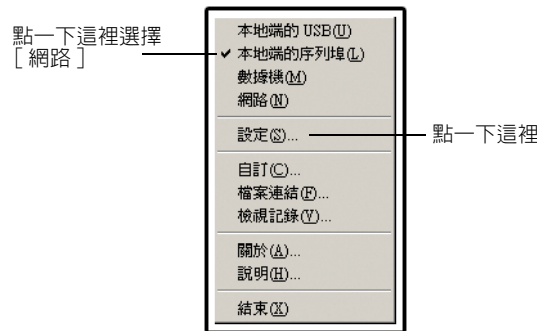 點一下這裡選擇
［網路］
本地端的 USB(U)
本地端的序列埠(L)
數據機(M)
網路(N)
設定(S)...
點一下這裡
自訂(C)...
檔案連結(F)...
檢視記錄(V)...
關於(A)...
說明(H)...
結束(X)